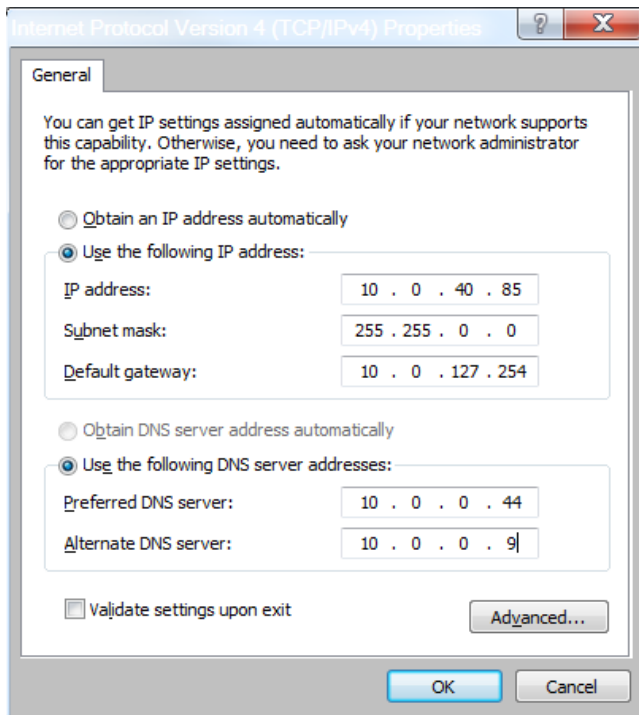 Internet Protocol Version 4 (TCP/IPv4) Properties
General
You can get IP settings assigned automatically if your network supports
this capability. Otherwise, you need to ask your network administrator
for the appropriate IP settings.
Obtain an IP address automatically
Use the following IP address:
IP address: 10 . 0 . 40 . 85
Subnet mask: 255 . 255 . 0 . 0
Default gateway: 10 . 0 . 127 . 254
Obtain DNS server address automatically
Use the following DNS server addresses:
Preferred DNS server: 10 . 0 . 0 . 44
Alternate DNS server: 10 . 0 . 0 . 9
Validate settings upon exit
Advanced...
OK Cancel